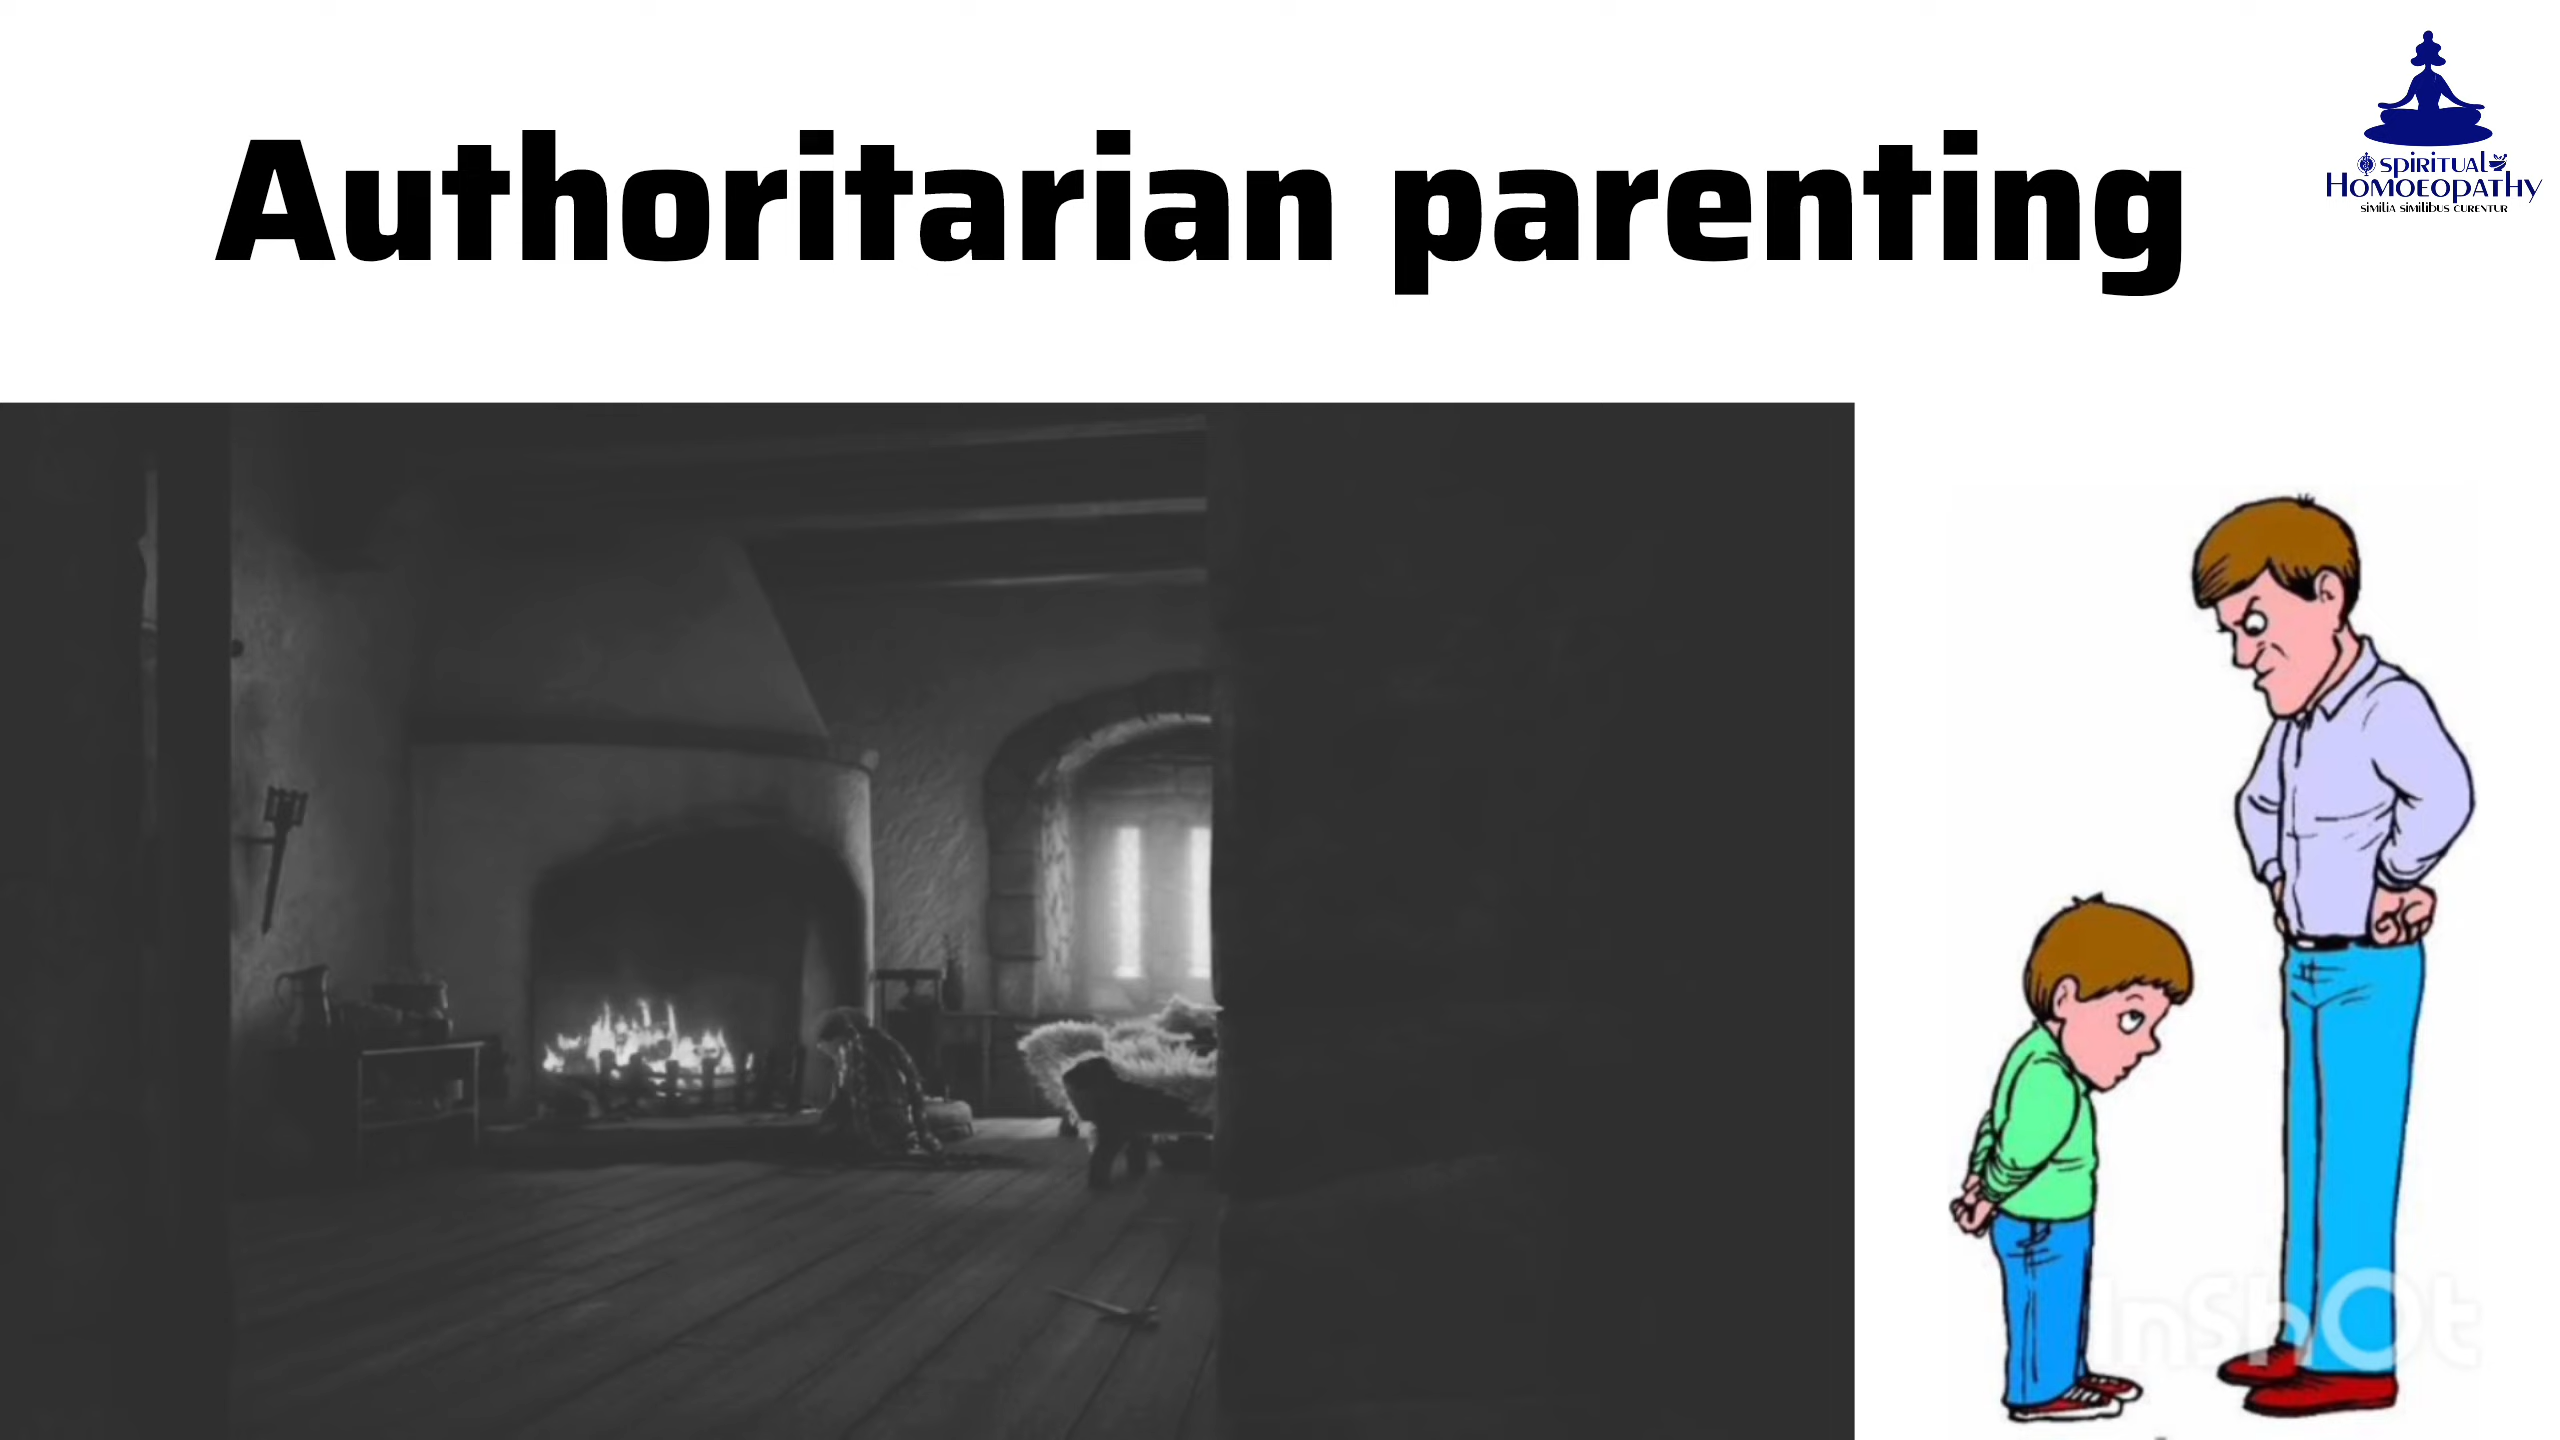 Authoritarian parenting
spiritual
Homoeopathy
similia similibus curentur
InShOt